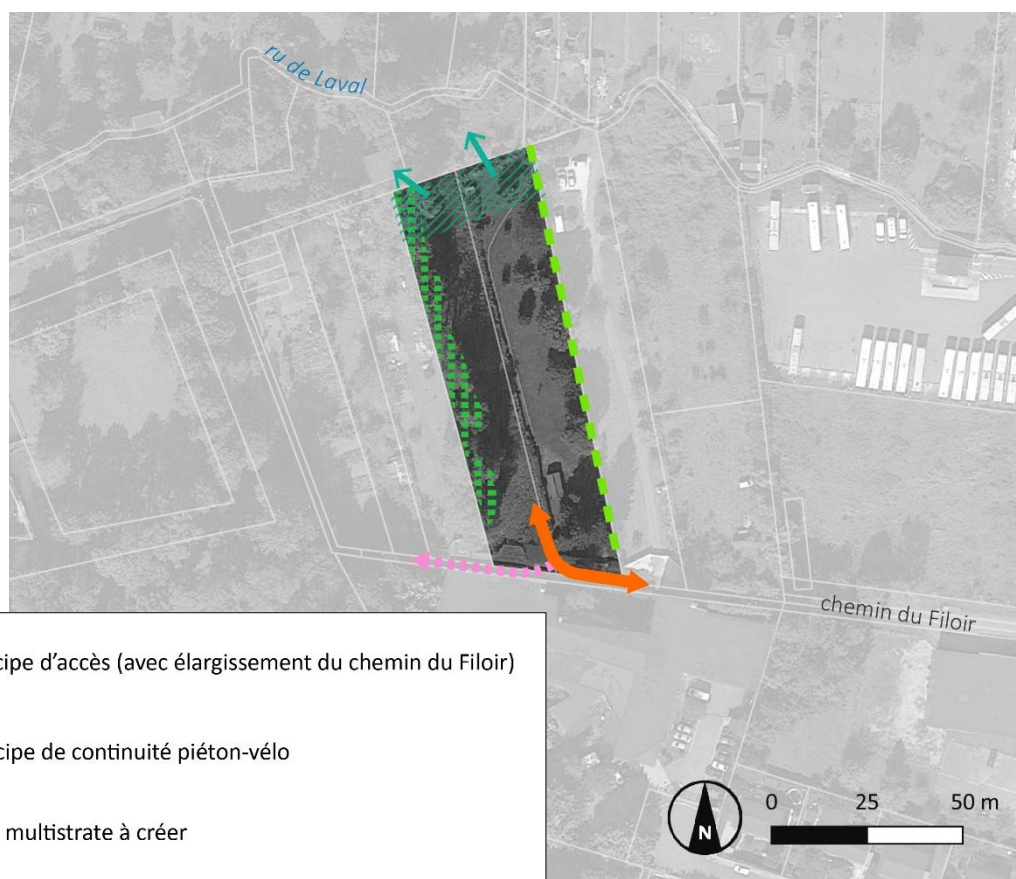 ru de Laval
chemin du Filoir
cipe d’accès (avec élargissement du chemin du Filoir)
cipe de continuité piéton-vélo
multistrate à créer
N
0 25 50 m